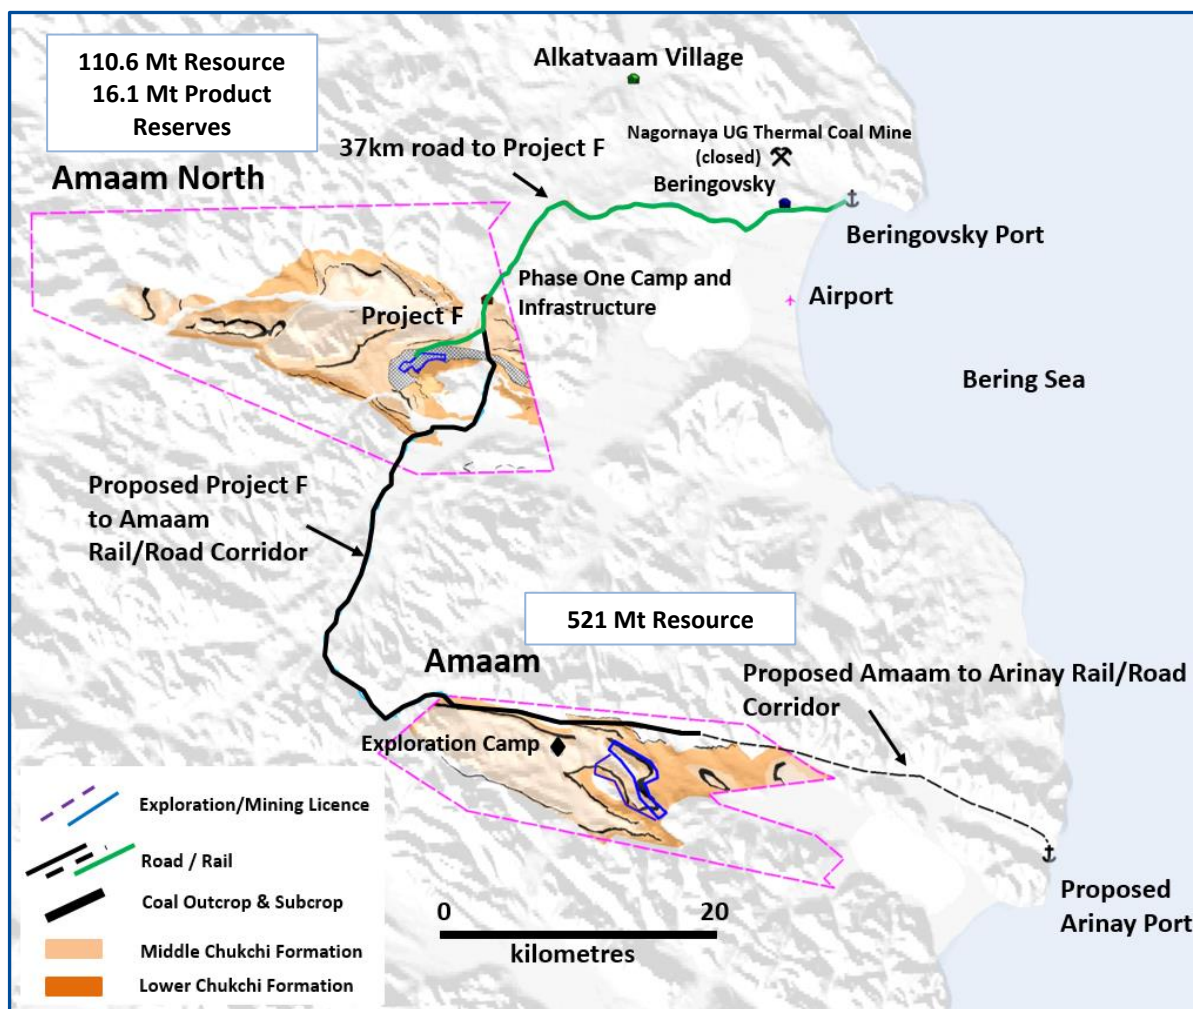 110.6 Mt Resource
16.1 Mt Product
Reserves
Alkatvaam Village
Nagornaya UG Thermal Coal Mine
(closed)
37km road to Project F
Amaam North
Beringovsky
Beringovsky Port
Phase One Camp and
Infrastructure
Airport
Project F
Bering Sea
Proposed Project F
to Amaam
Rail/Road Corridor
521 Mt Resource
Amaam
Proposed Amaam to Arinay Rail/Road
Corridor
Exploration Camp
Exploration/Mining Licence
Road / Rail
Coal Outcrop & Subcrop
Middle Chukchi Formation
Lower Chukchi Formation
0 20
kilometres
Proposed
Arinay Port